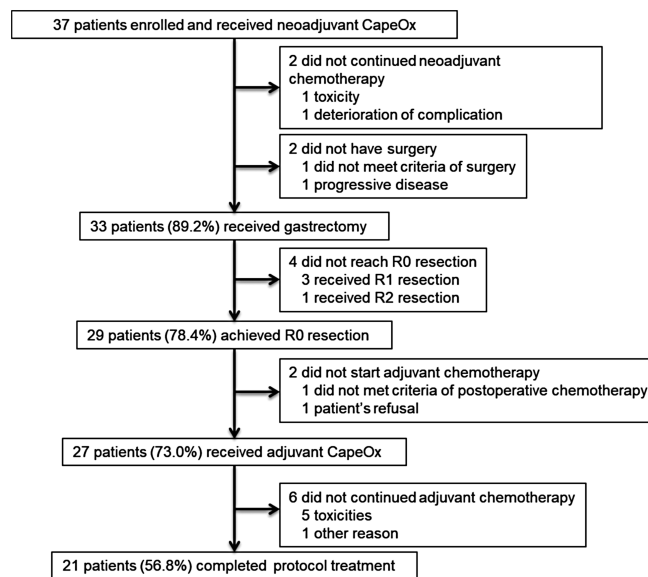 37 patients enrolled and received neoadjuvant CapeOx
2 did not continued neoadjuvant
chemotherapy
1 toxicity
1 deterioration of complication
2 did not have surgery
1 did not meet criteria of surgery
1 progressive disease
33 patients (89.2%) received gastrectomy
4 did not reach R0 resection
3 received R1 resection
1 received R2 resection
29 patients (78.4%) achieved R0 resection
2 did not start adjuvant chemotherapy
1 did not met criteria of postoperative chemotherapy
1 patient's refusal
27 patients (73.0%) received adjuvant CapeOx
6 did not continued adjuvant chemotherapy
5 toxicities
1 other reason
21 patients (56.8%) completed protocol treatment